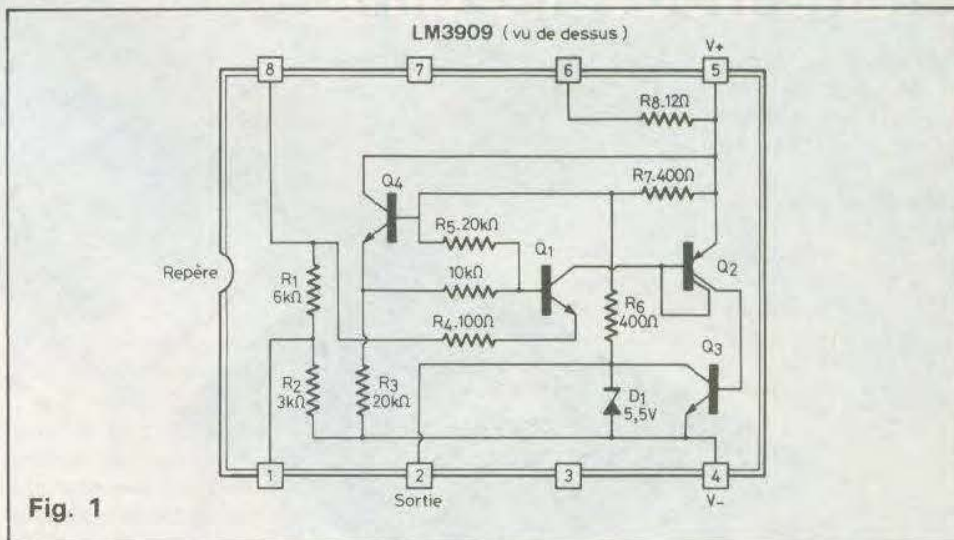 LM3909 (vu de dessus)
8
7
6
V+
5
R8.12Ω
Q4
R7.400Ω
R5.20kΩ
Q1
Q2
Repère
R1
6kΩ
10kΩ
R6
400Ω
R4.100Ω
Q3
R2
3kΩ
R3
20kΩ
D1
5,5V
1
2
3
4
Sortie
V-
Fig. 1